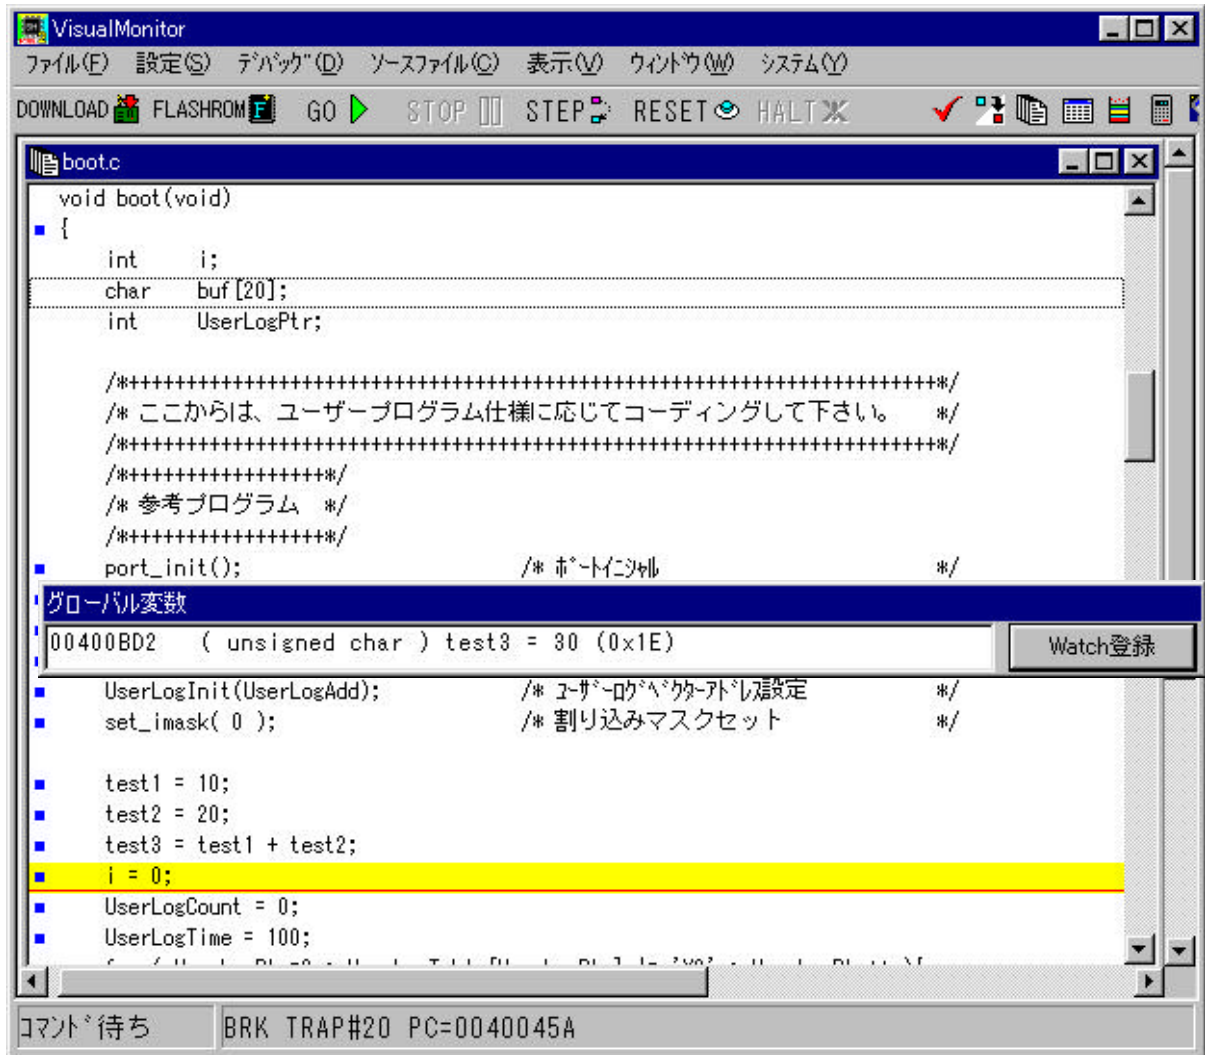 VisualMonitor
ファイル(F) 設定(S) デバッグ(D) ソースファイル(C) 表示(V) ウィンドウ(W) システム(Y)
DOWNLOAD FLASHROM GO STOP STEP RESET HALT
boot.c
void boot(void)
{
int i;
char buf[20];
int UserLogPtr;
/*++++++++++++++++++++++++++++++++++++++++++++++++++++++++++++++++++++++*/
/* ここからは、ユーザープログラム仕様に応じてコーディングして下さい。 */
/*++++++++++++++++++++++++++++++++++++++++++++++++++++++++++++++++++++++*/
/*+++++++++++++++++*/
/* 参考プログラム */
/*+++++++++++++++++*/
port_init(); /* ポートイニシャル */
グローバル変数
00400BD2 ( unsigned char ) test3 = 30 (0x1E)
Watch登録
UserLogInit(UserLogAdd); /* ユーザーログベクターアドレス設定 */
set_imask( 0 ); /* 割り込みマスクセット */
test1 = 10;
test2 = 20;
test3 = test1 + test2;
i = 0;
UserLogCount = 0;
UserLogTime = 100;
コマンド待ち
BRK TRAP#20 PC=0040045A